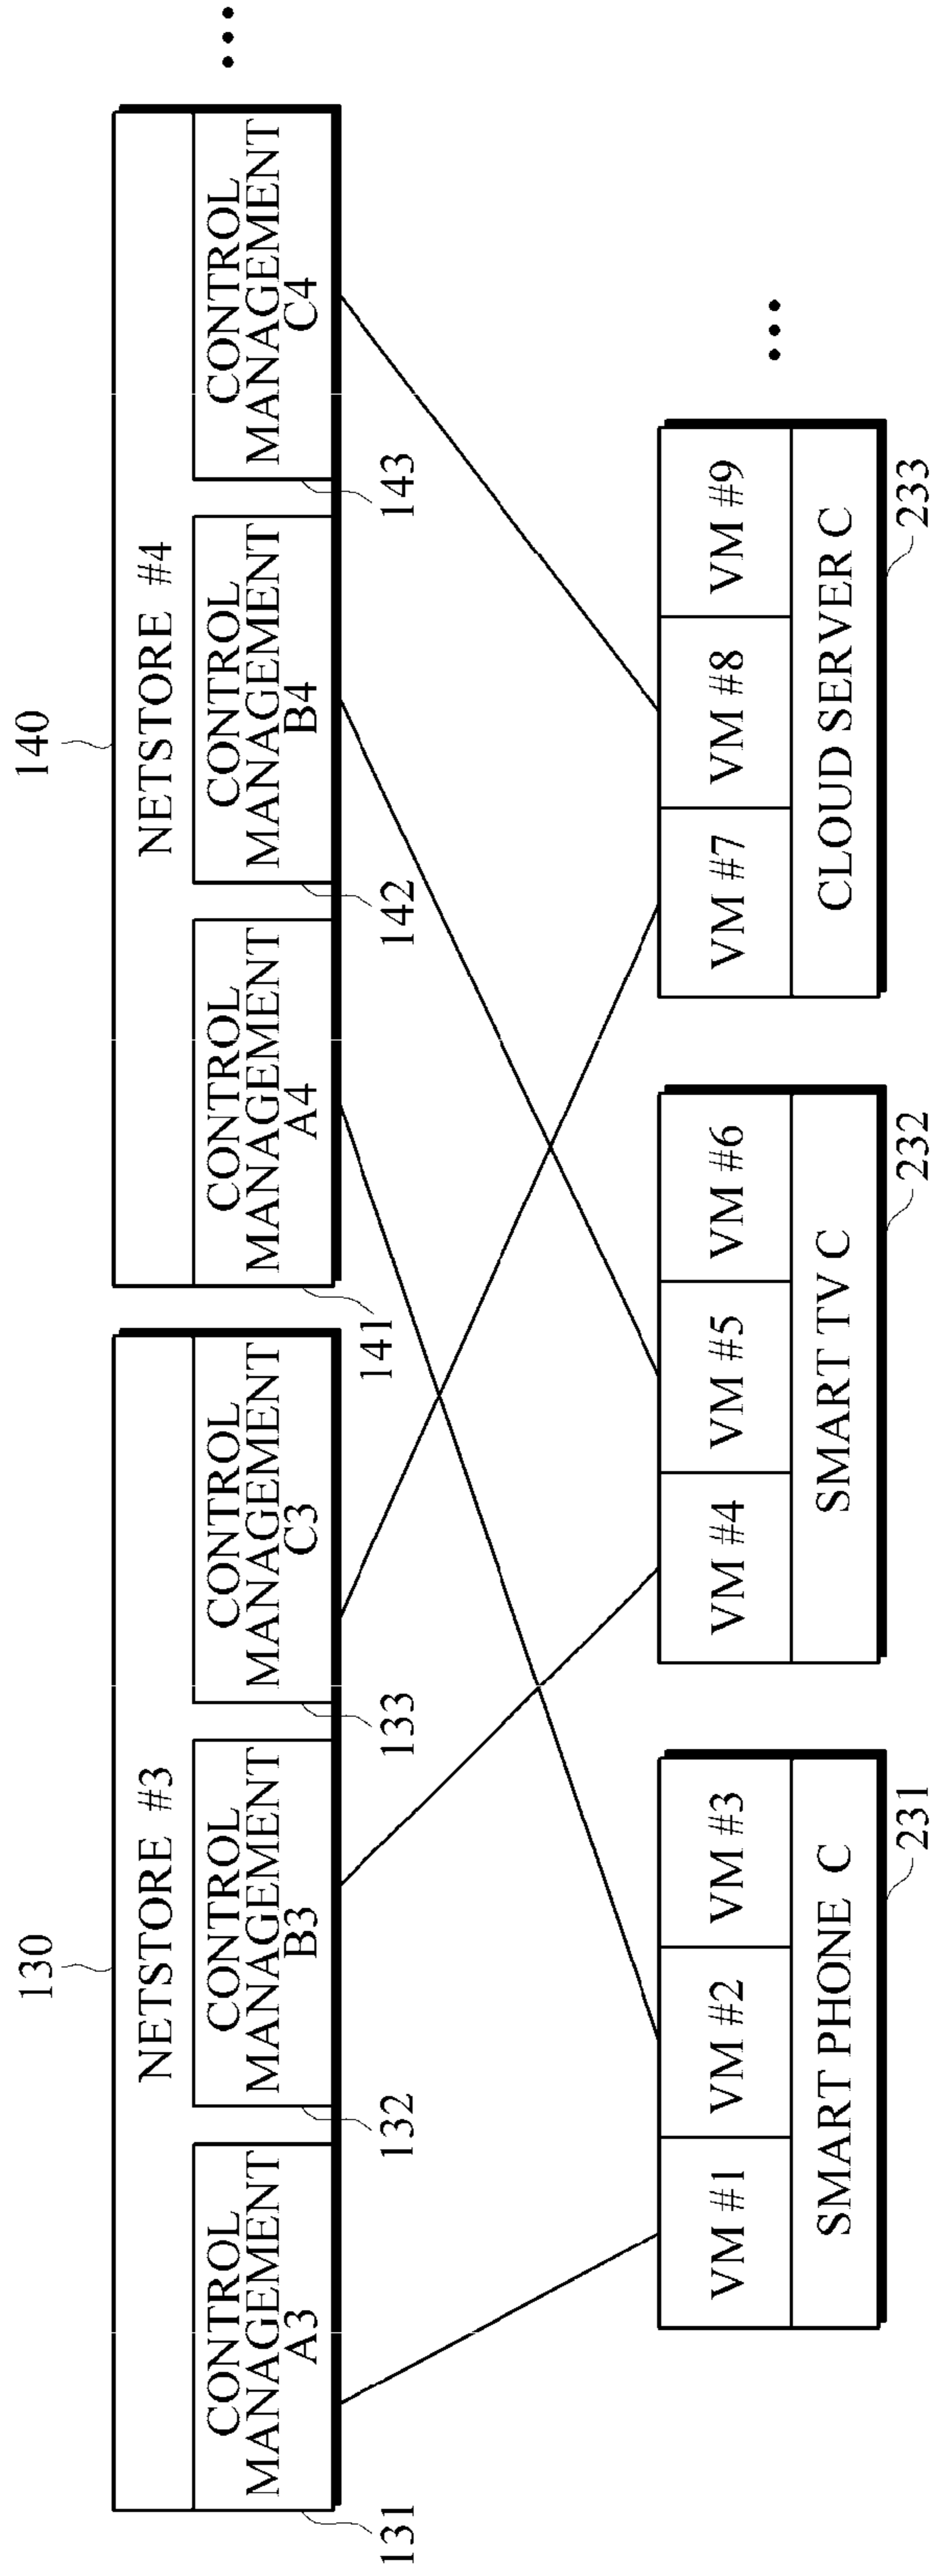 130
140
NETSTORE #3
NETSTORE #4
CONTROL
MANAGEMENT
A3
CONTROL
MANAGEMENT
B3
CONTROL
MANAGEMENT
C3
CONTROL
MANAGEMENT
A4
CONTROL
MANAGEMENT
B4
CONTROL
MANAGEMENT
C4
...
131
132
133
141
142
143
VM #1
VM #2
VM #3
VM #4
VM #5
VM #6
VM #7
VM #8
VM #9
...
SMART PHONE C
SMART TV C
CLOUD SERVER C
231
232
233